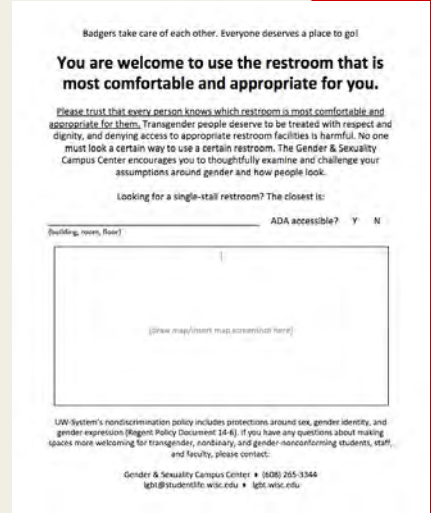 Badgers take care of each other. Everyone deserves a place to go!
You are welcome to use the restroom that is
most comfortable and appropriate for you.
Please trust that every person knows which restroom is most comfortable and
appropriate for them. Transgender people deserve to be treated with respect and
dignity, and denying access to appropriate restroom facilities is harmful. No one
must look a certain way to use a certain restroom. The Gender & Sexuality
Campus Center encourages you to thoughtfully examine and challenge your
assumptions around gender and how people look.
Looking for a single-stall restroom? The closest is:
ADA accessible? Y N
(building, room, floor)
(draw map/insert map screenshot here)
UW-System's nondiscrimination policy includes protections around sex, gender identity, and
gender expression (Regent Policy Document 14-6). If you have any questions about making
spaces more welcoming for transgender, nonbinary, and gender-nonconforming students, staff,
and faculty, please contact:
Gender & Sexuality Campus Center ♦ (608) 265-3344
lgbt@studentlife.wisc.edu ♦ lgbt.wisc.edu